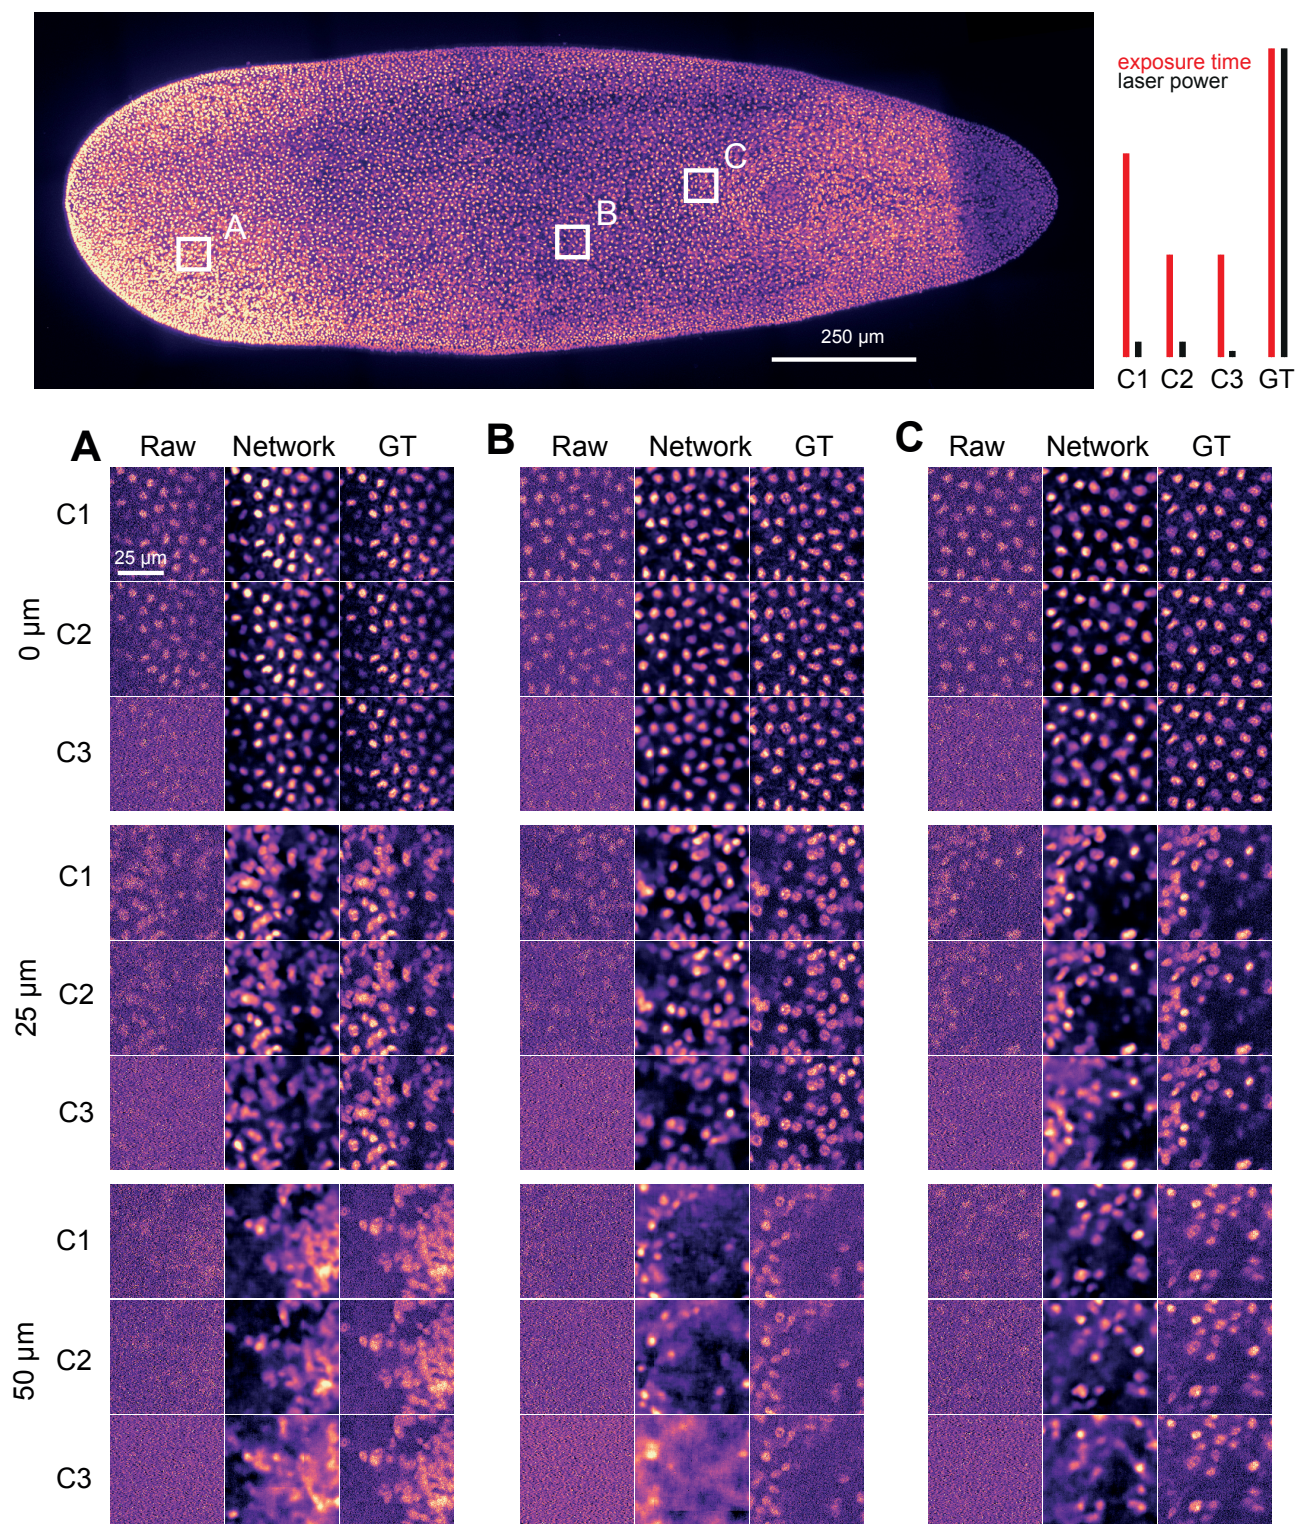 exposure time
laser power
A
B
C
250 µm
C1 C2 C3 GT
A Raw Network GT
B Raw Network GT
C Raw Network GT
0 µm
C1
25 µm
C2
C3
25 µm
C1
C2
C3
50 µm
C1
C2
C3